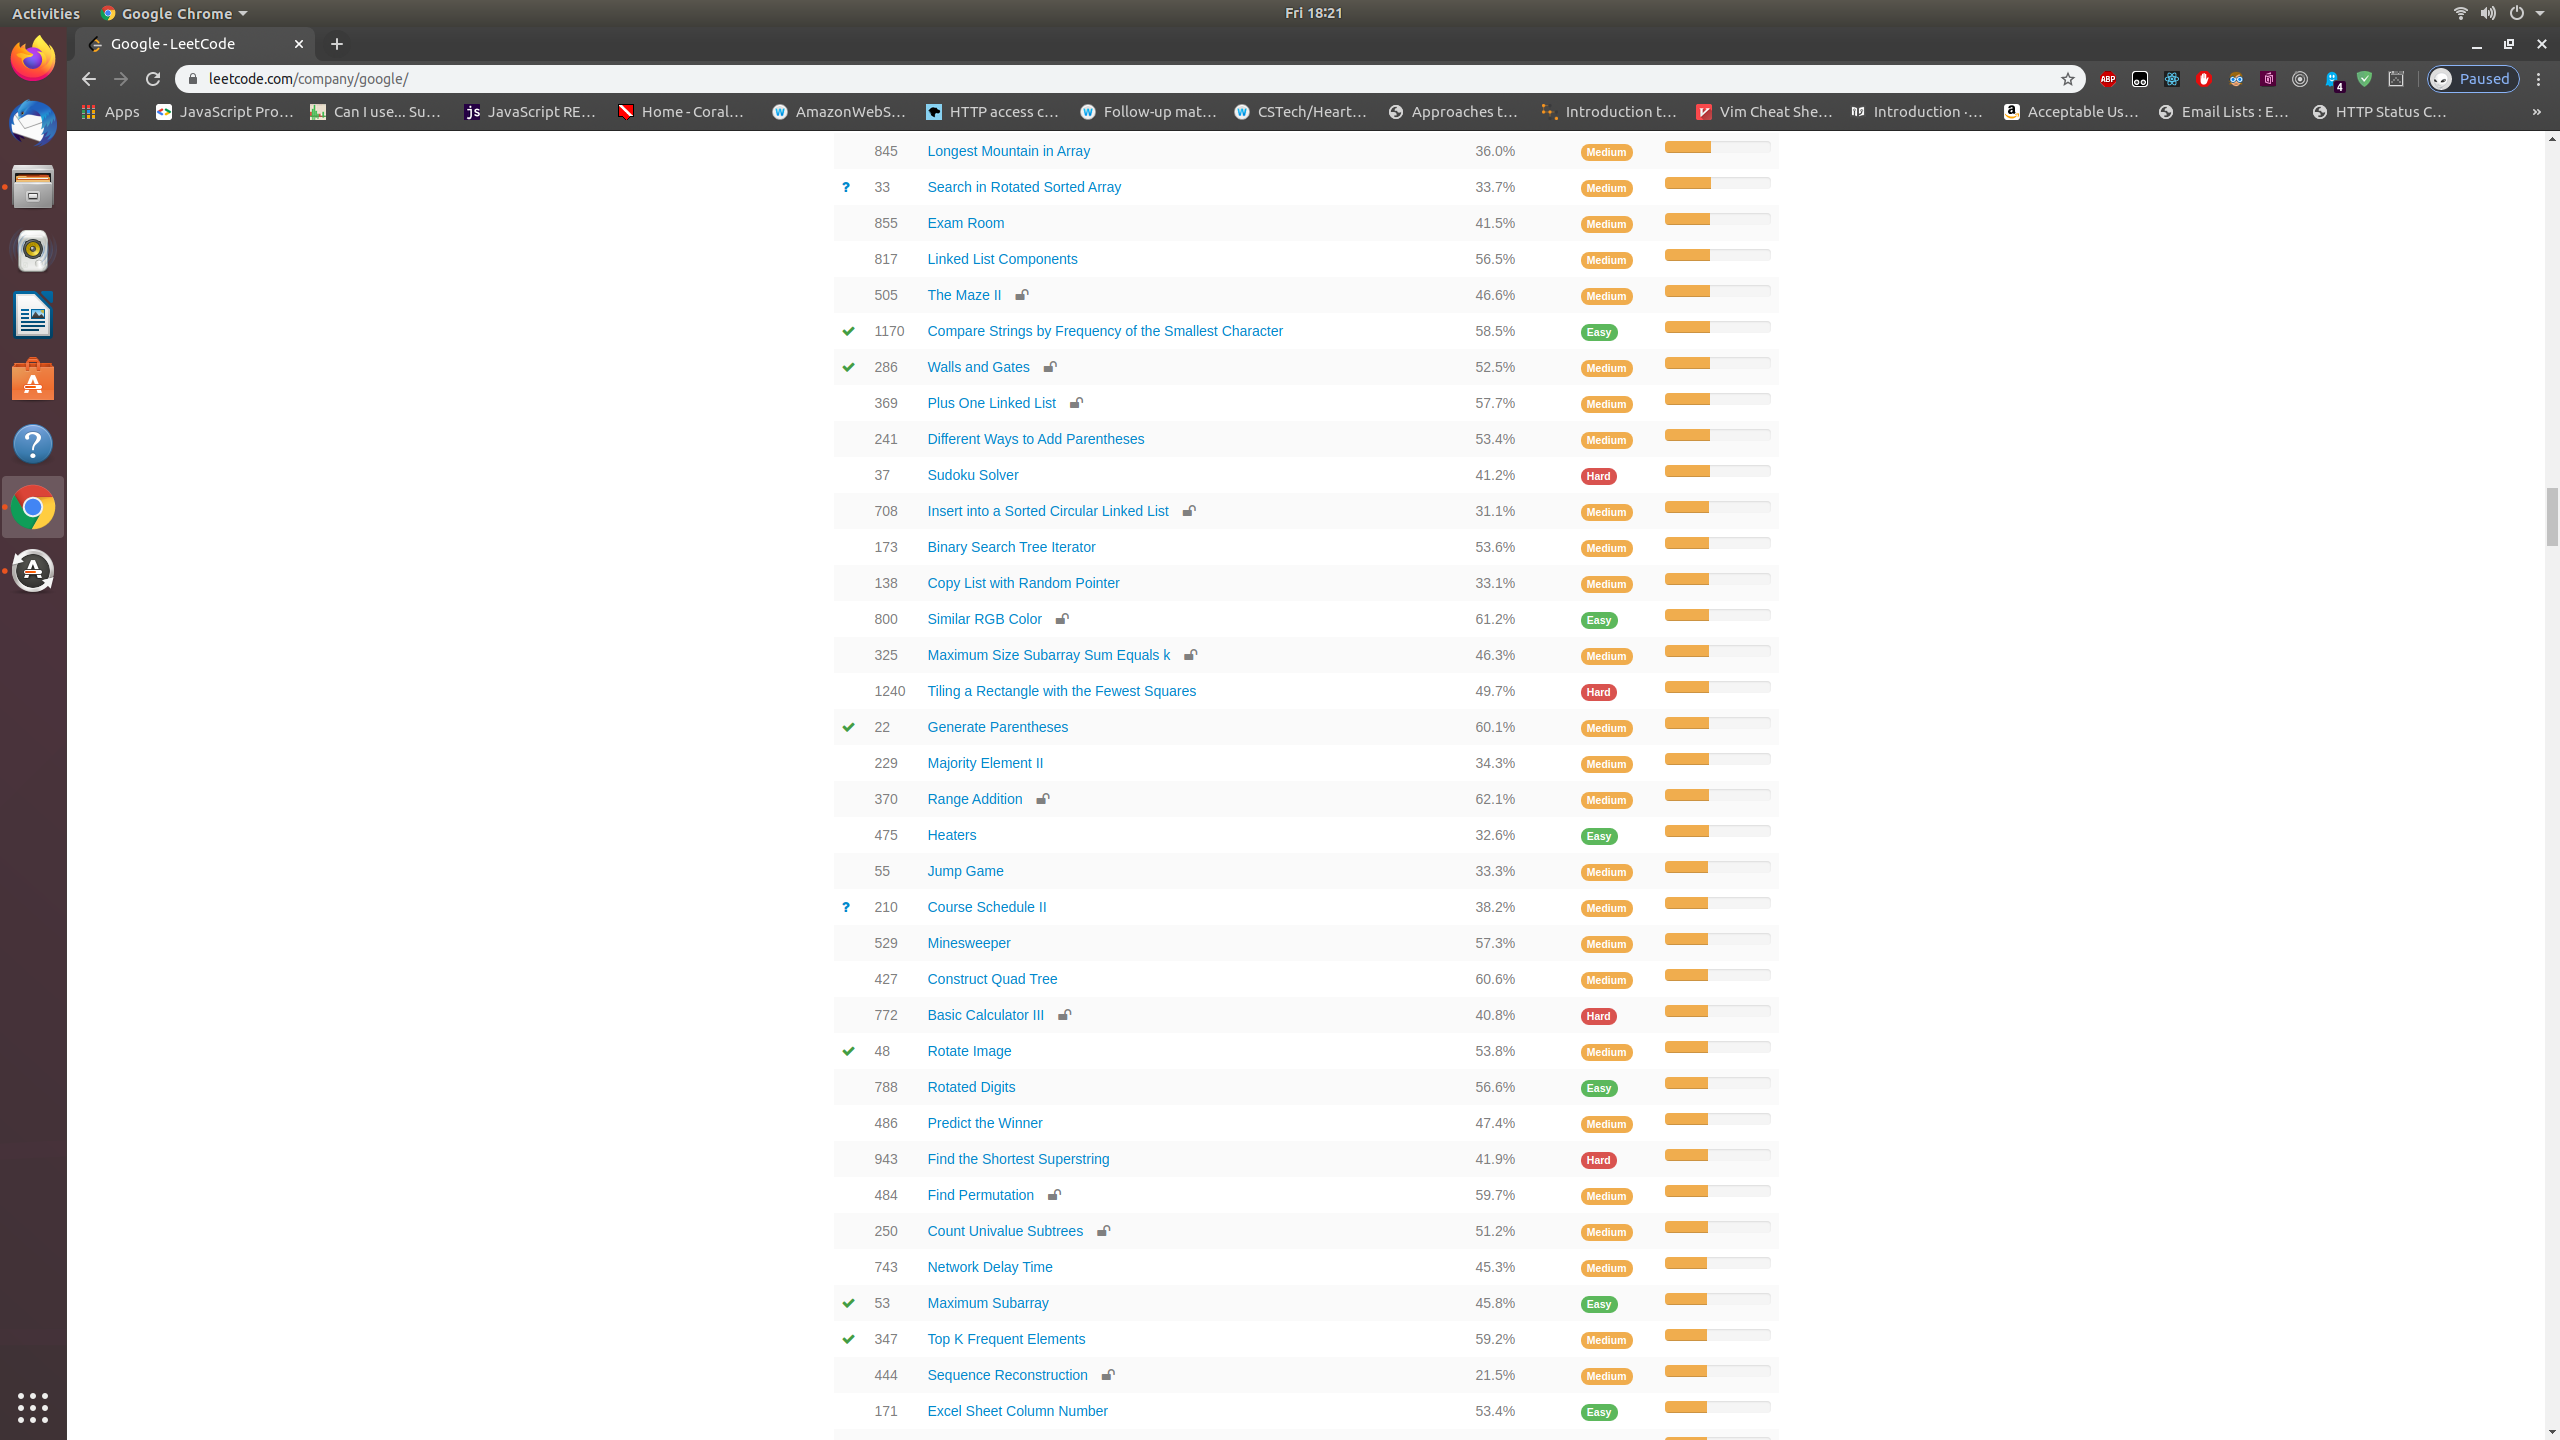 Activities Google Chrome Fri 18:21
Google - LeetCode
leetcode.com/company/google/ ABP 4 Paused
Apps JavaScript Pro… Can I use... Su… js JavaScript RE… Home - Coral… AmazonWebS… HTTP access c… Follow-up mat… CSTech/Heart… Approaches t… Introduction t… Vim Cheat She… Introduction ·… Acceptable Us… Email Lists : E… HTTP Status C… »
845 Longest Mountain in Array 36.0% Medium
? 33 Search in Rotated Sorted Array 33.7% Medium
855 Exam Room 41.5% Medium
817 Linked List Components 56.5% Medium
505 The Maze II 46.6% Medium
1170 Compare Strings by Frequency of the Smallest Character 58.5% Easy
286 Walls and Gates 52.5% Medium
369 Plus One Linked List 57.7% Medium
241 Different Ways to Add Parentheses 53.4% Medium
37 Sudoku Solver 41.2% Hard
708 Insert into a Sorted Circular Linked List 31.1% Medium
173 Binary Search Tree Iterator 53.6% Medium
138 Copy List with Random Pointer 33.1% Medium
800 Similar RGB Color 61.2% Easy
325 Maximum Size Subarray Sum Equals k 46.3% Medium
1240 Tiling a Rectangle with the Fewest Squares 49.7% Hard
22 Generate Parentheses 60.1% Medium
229 Majority Element II 34.3% Medium
370 Range Addition 62.1% Medium
475 Heaters 32.6% Easy
55 Jump Game 33.3% Medium
? 210 Course Schedule II 38.2% Medium
529 Minesweeper 57.3% Medium
427 Construct Quad Tree 60.6% Medium
772 Basic Calculator III 40.8% Hard
48 Rotate Image 53.8% Medium
788 Rotated Digits 56.6% Easy
486 Predict the Winner 47.4% Medium
943 Find the Shortest Superstring 41.9% Hard
484 Find Permutation 59.7% Medium
250 Count Univalue Subtrees 51.2% Medium
743 Network Delay Time 45.3% Medium
53 Maximum Subarray 45.8% Easy
347 Top K Frequent Elements 59.2% Medium
444 Sequence Reconstruction 21.5% Medium
171 Excel Sheet Column Number 53.4% Easy